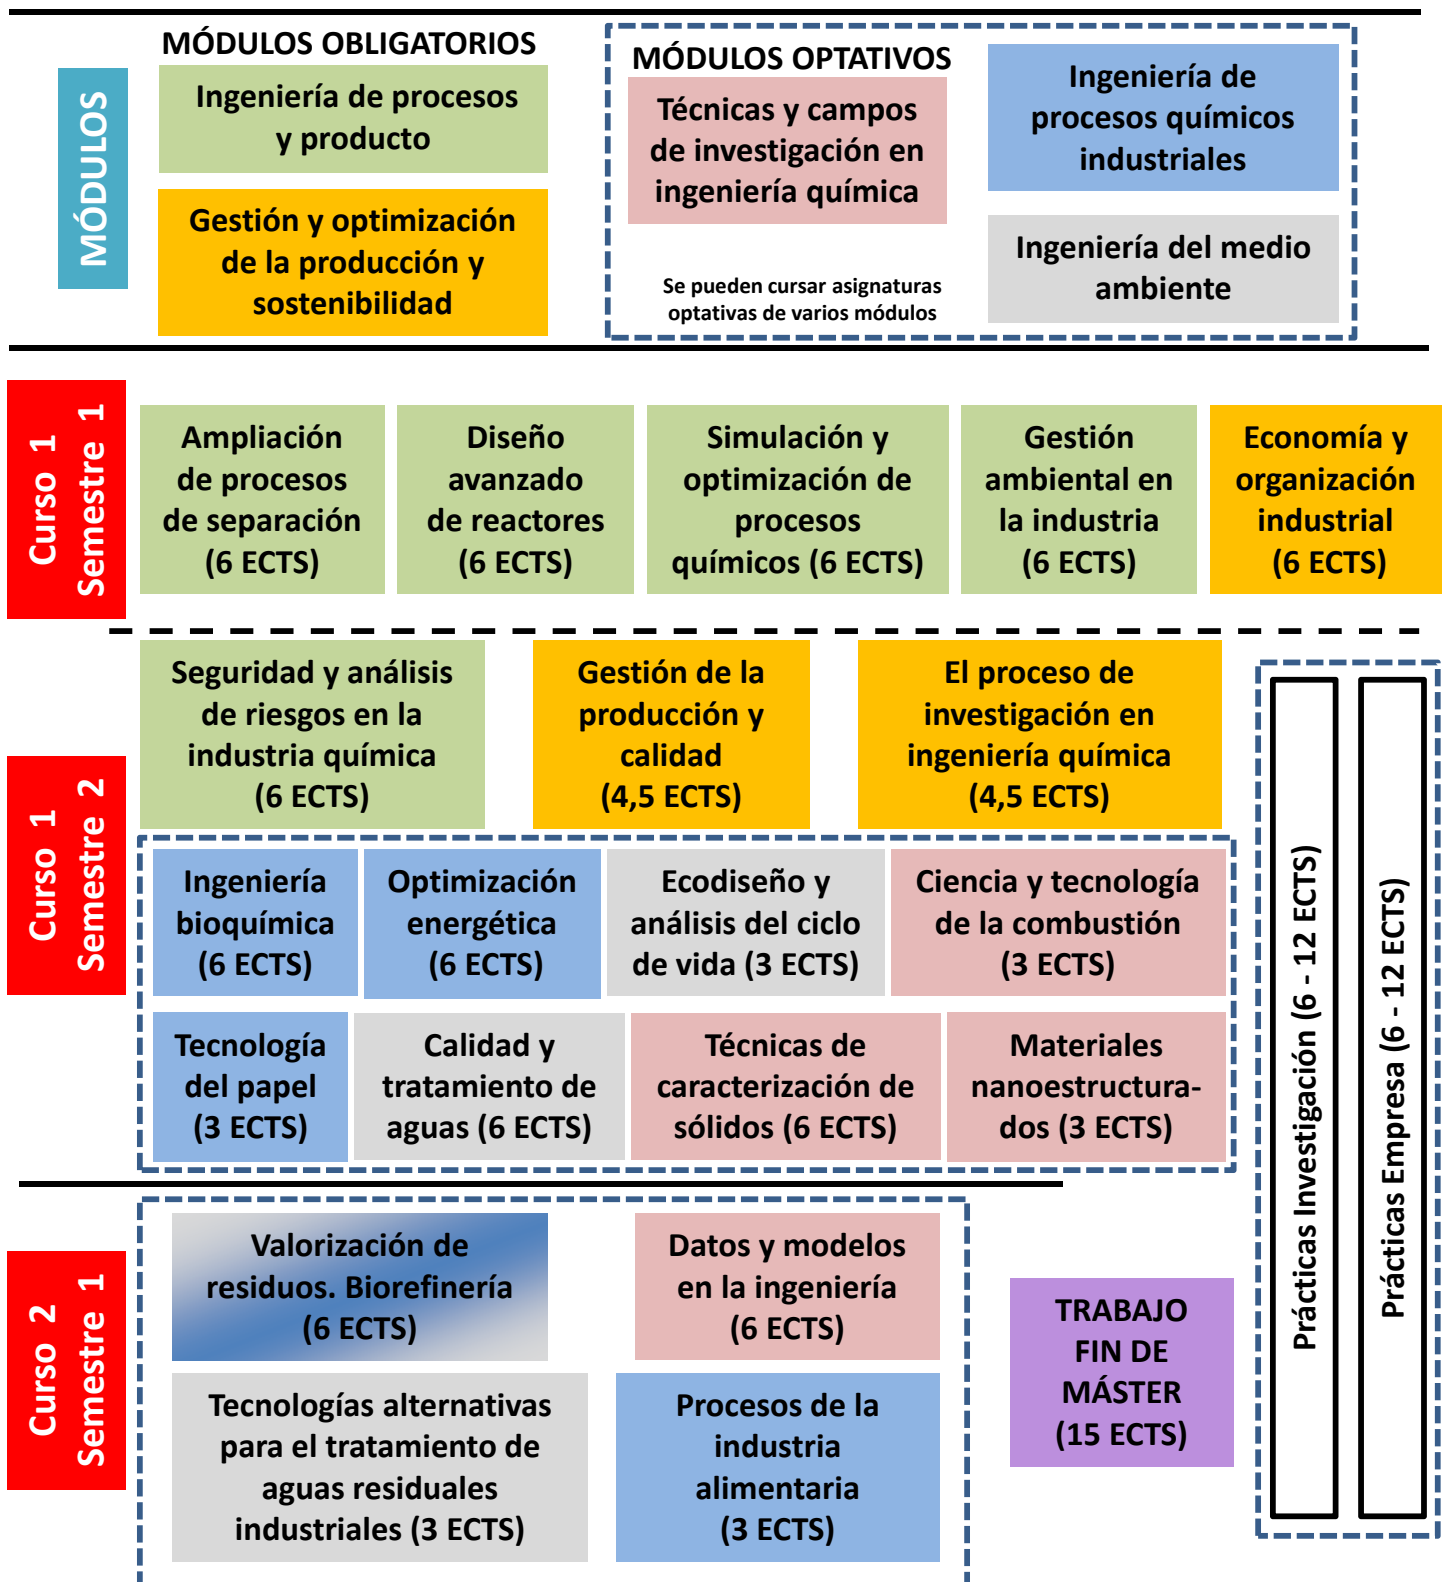 MÓDULOS
MÓDULOS OBLIGATORIOS
Ingeniería de procesos
y producto
Gestión y optimización
de la producción y
sostenibilidad
MÓDULOS OPTATIVOS
Técnicas y campos
de investigación en
ingeniería química
Se pueden cursar asignaturas
optativas de varios módulos
Ingeniería de
procesos químicos
industriales
Ingeniería del medio
ambiente
Curso 1
Semestre 1
Ampliación
de procesos
de separación
(6 ECTS)
Diseño
avanzado
de reactores
(6 ECTS)
Simulación y
optimización de
procesos
químicos (6 ECTS)
Gestión
ambiental en
la industria
(6 ECTS)
Economía y
organización
industrial
(6 ECTS)
Curso 1
Semestre 2
Seguridad y análisis
de riesgos en la
industria química
(6 ECTS)
Gestión de la
producción y
calidad
(4,5 ECTS)
El proceso de
investigación en
ingeniería química
(4,5 ECTS)
Ingeniería
bioquímica
(6 ECTS)
Optimización
energética
(6 ECTS)
Ecodiseño y
análisis del ciclo
de vida (3 ECTS)
Ciencia y tecnología
de la combustión
(3 ECTS)
Tecnología
del papel
(3 ECTS)
Calidad y
tratamiento de
aguas (6 ECTS)
Técnicas de
caracterización de
sólidos (6 ECTS)
Materiales
nanoestructura-
dos (3 ECTS)
Prácticas Investigación (6 - 12 ECTS)
Prácticas Empresa (6 - 12 ECTS)
Curso 2
Semestre 1
Valorización de
residuos. Biorefinería
(6 ECTS)
Datos y modelos
en la ingeniería
(6 ECTS)
Tecnologías alternativas
para el tratamiento de
aguas residuales
industriales (3 ECTS)
Procesos de la
industria
alimentaria
(3 ECTS)
TRABAJO
FIN DE
MÁSTER
(15 ECTS)